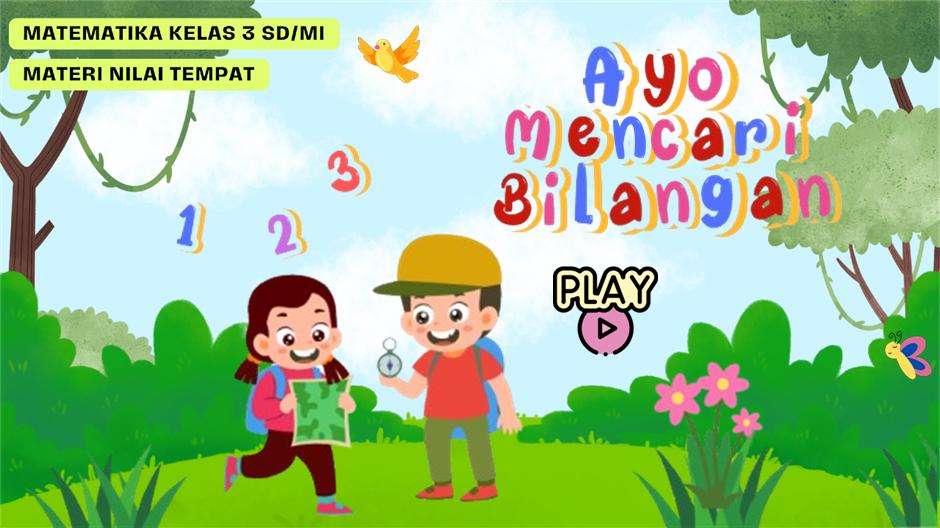 MATEMATIKA KELAS 3 SD/MI
MATERI NILAI TEMPAT
Ayo
Mencari
Bilangan
1 2 3
PLAY